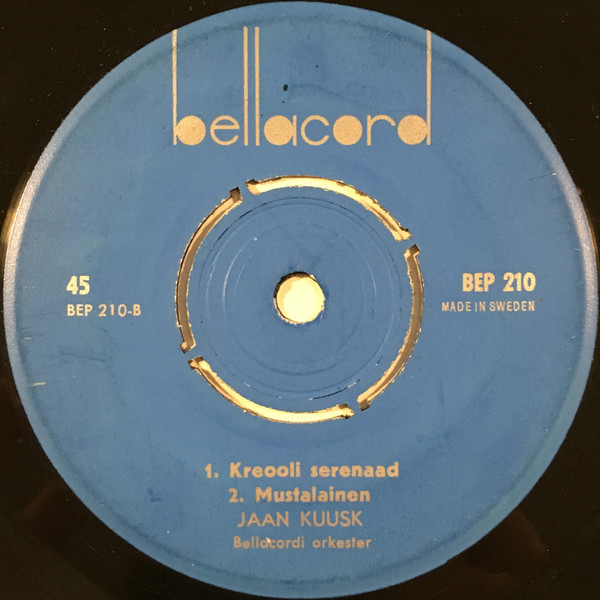 bellacord
45
BEP 210-B
BEP 210
MADE IN SWEDEN
1. Kreooli serenaad
2. Mustalainen
JAAN KUUSK
Bellacordi orkester